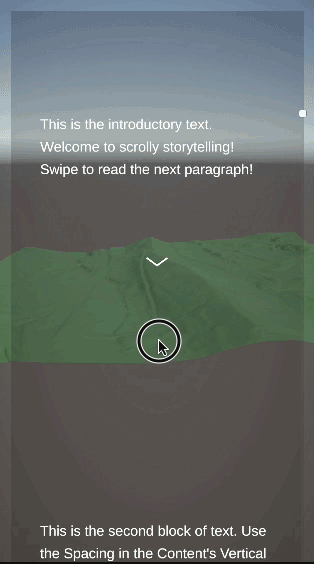 This is the introductory text.
Welcome to scrolly storytelling!
Swipe to read the next paragraph!
This is the second block of text. Use
the Spacing in the Content's Vertical